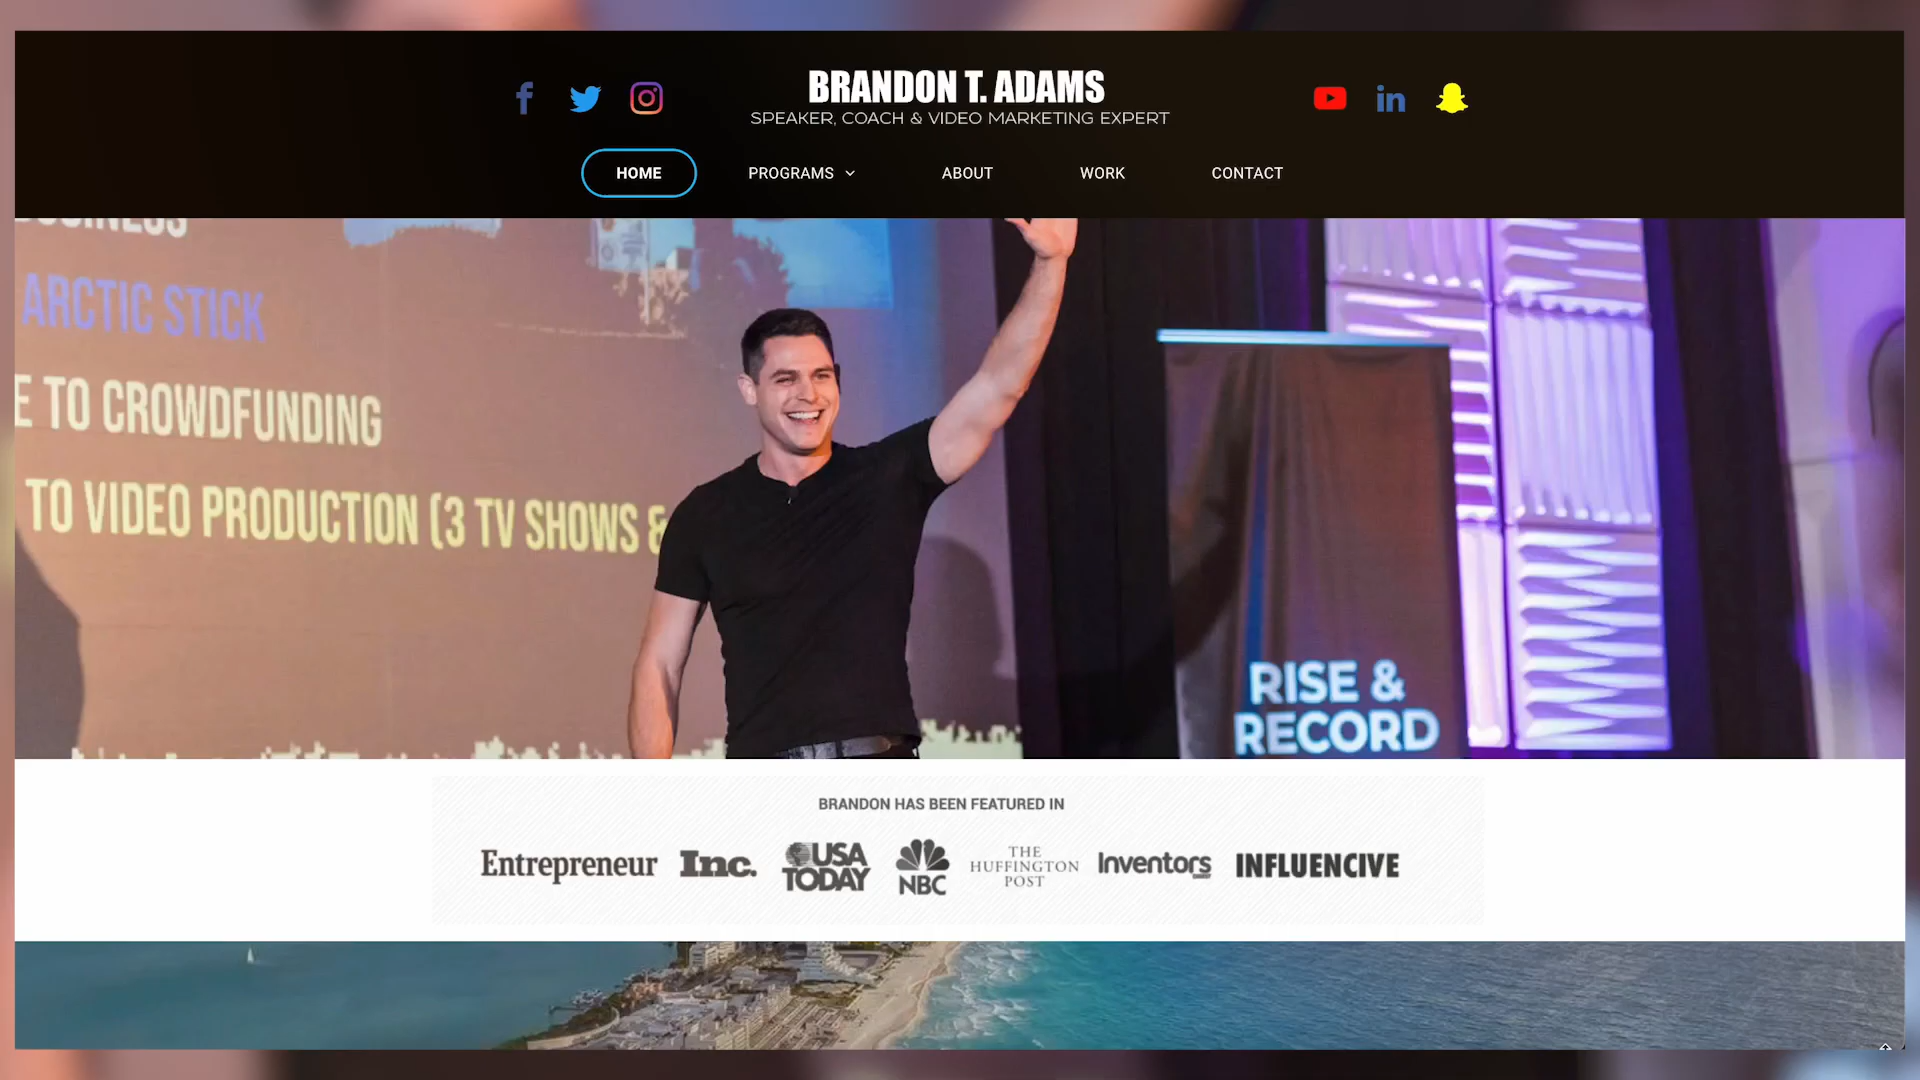 BRANDON T. ADAMS
SPEAKER, COACH & VIDEO MARKETING EXPERT
HOME
PROGRAMS
ABOUT
WORK
CONTACT
BUSINESS
ARCTIC STICK
E TO CROWDFUNDING
TO VIDEO PRODUCTION (3 TV SHOWS &
RISE &
RECORD
BRANDON HAS BEEN FEATURED IN
Entrepreneur
Inc.
USA
TODAY
NBC
THE
HUFFINGTON
POST
Inventors
INFLUENCIVE